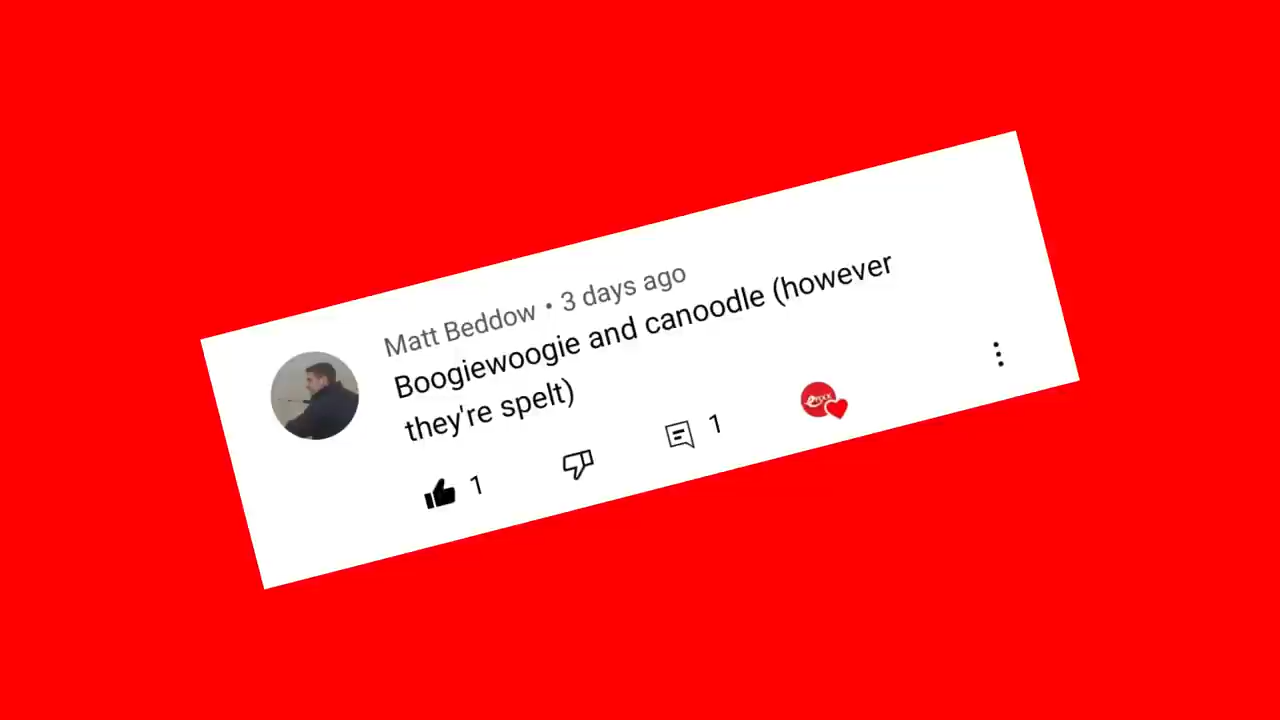 Matt Beddow • 3 days ago
Boogiewoogie and canoodle (however
they're spelt)
1
1